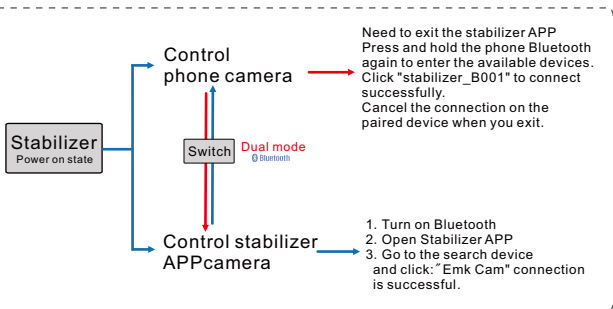 Need to exit the stabilizer APP
Press and hold the phone Bluetooth
again to enter the available devices.
Click "stabilizer_B001" to connect
successfully.
Cancel the connection on the
paired device when you exit.
Control
phone camera
Stabilizer
Power on state
Switch
Dual mode
Bluetooth
Control stabilizer
APPcamera
1. Turn on Bluetooth
2. Open Stabilizer APP
3. Go to the search device
and click:"Emk Cam" connection
is successful.